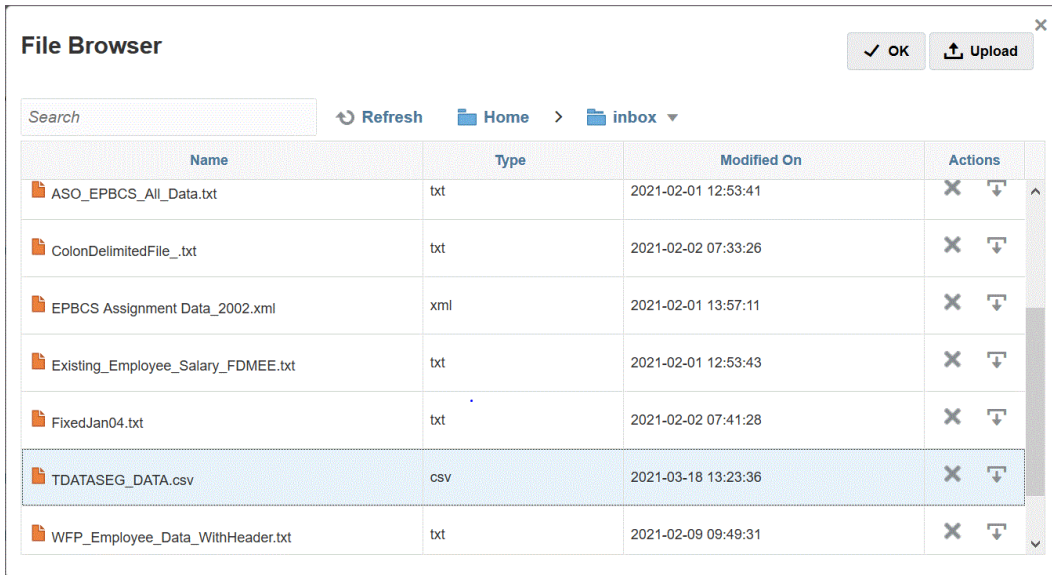 File Browser
OK
Upload
Search
Refresh
Home
inbox
Name Type Modified On Actions
ASO_EPBCS_All_Data.txt txt 2021-02-01 12:53:41
ColonDelimitedFile_.txt txt 2021-02-02 07:33:26
EPBCS Assignment Data_2002.xml xml 2021-02-01 13:57:11
Existing_Employee_Salary_FDMEE.txt txt 2021-02-01 12:53:43
FixedJan04.txt txt 2021-02-02 07:41:28
TDATASEG_DATA.csv csv 2021-03-18 13:23:36
WFP_Employee_Data_WithHeader.txt txt 2021-02-09 09:49:31